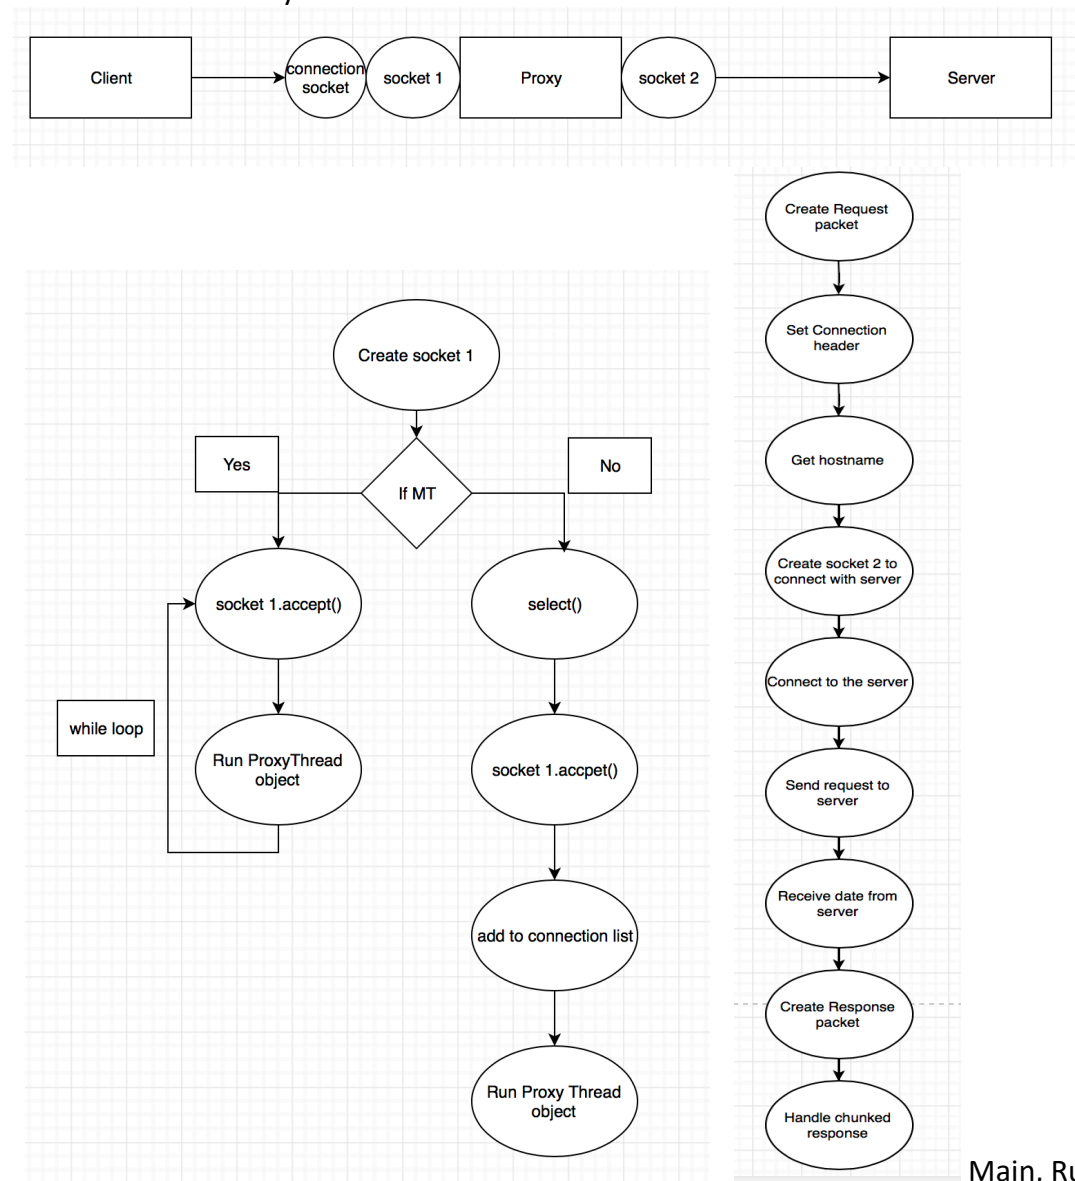 Client
connection
socket
socket 1
Proxy
socket 2
Server
Create socket 1
Yes
If MT
No
socket 1.accept()
select()
while loop
Run ProxyThread
object
socket 1.accpet()
add to connection list
Run Proxy Thread
object
Create Request
packet
Set Connection
header
Get hostname
Create socket 2 to
connect with server
Connect to the server
Send request to
server
Receive date from
server
Create Response
packet
Handle chunked
response
Main, Ru